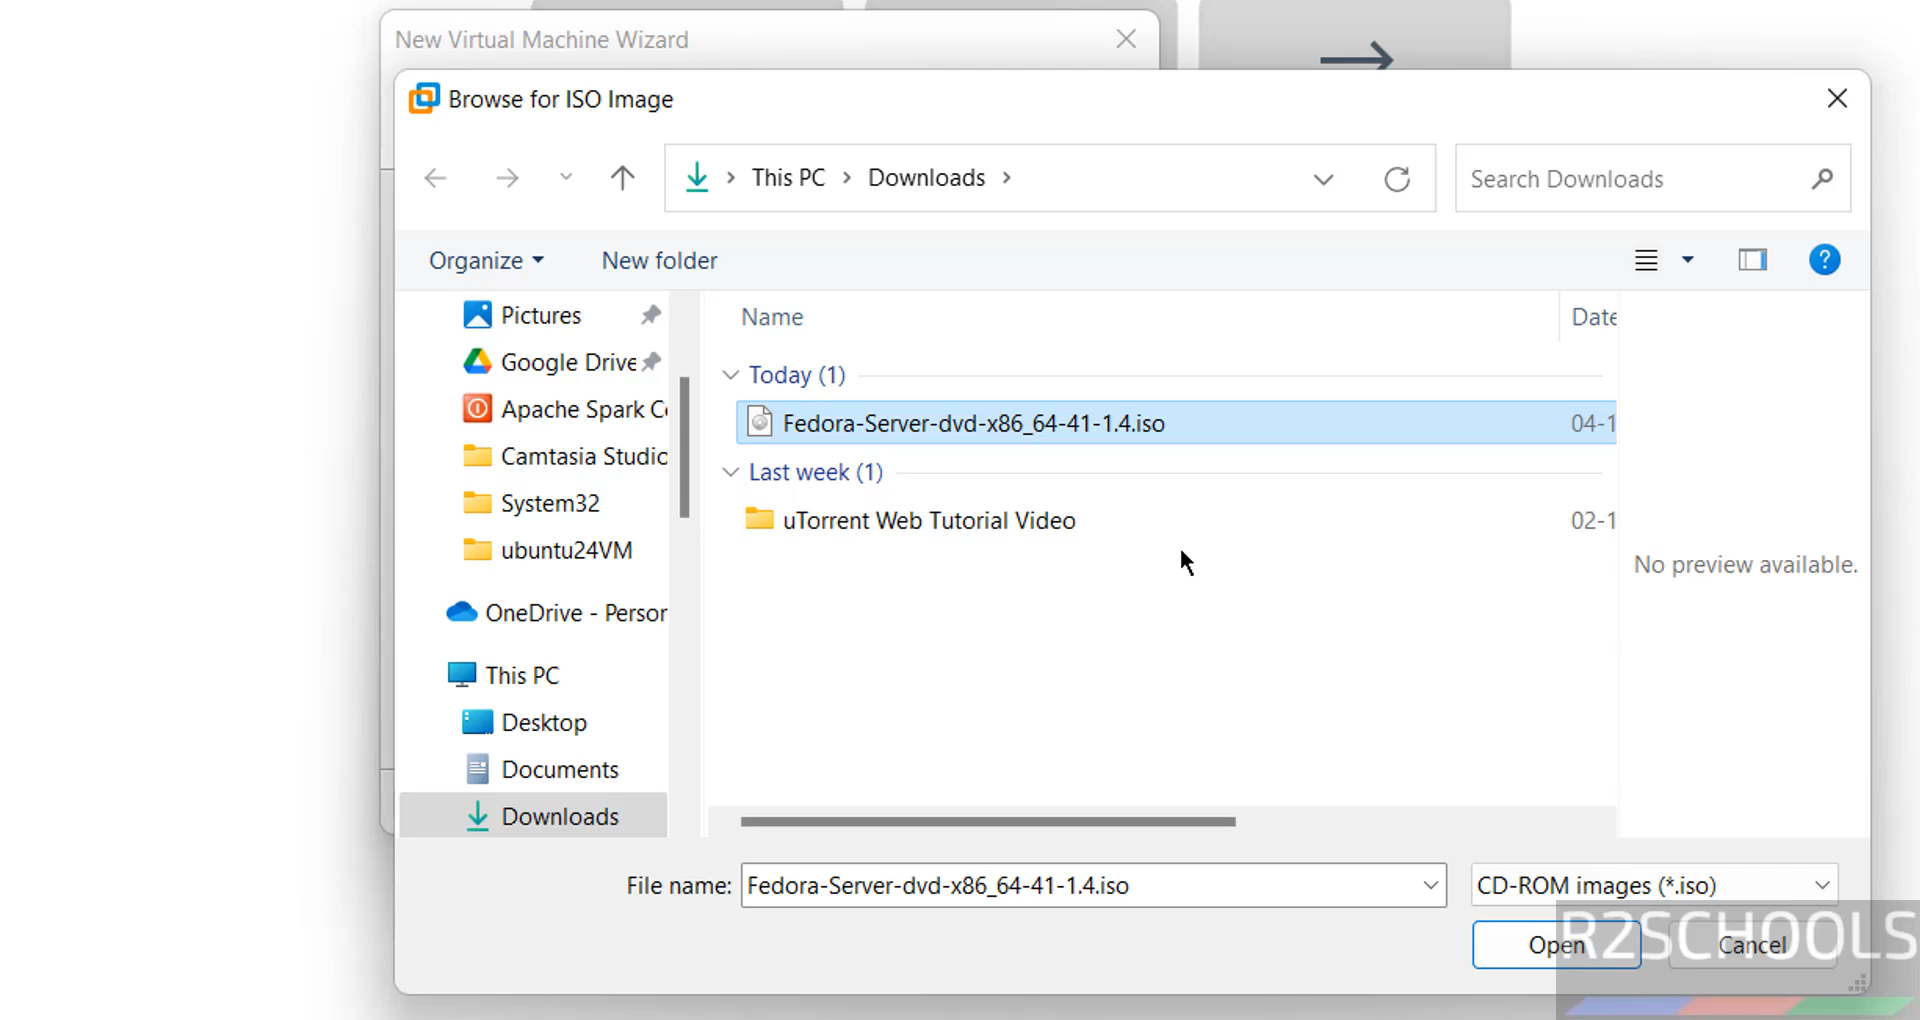 New Virtual Machine Wizard
Browse for ISO Image
This PC > Downloads >
Search Downloads
Organize
New folder
?
Name
Date
Pictures
Google Drive
Apache Spark C
Camtasia Studio
System32
ubuntu24VM
OneDrive - Person
This PC
Desktop
Documents
Downloads
Today (1)
Fedora-Server-dvd-x86_64-41-1.4.iso
04-1
Last week (1)
uTorrent Web Tutorial Video
02-1
No preview available.
File name:
Fedora-Server-dvd-x86_64-41-1.4.iso
CD-ROM images (*.iso)
Open
Cancel
R2SCHOOLS